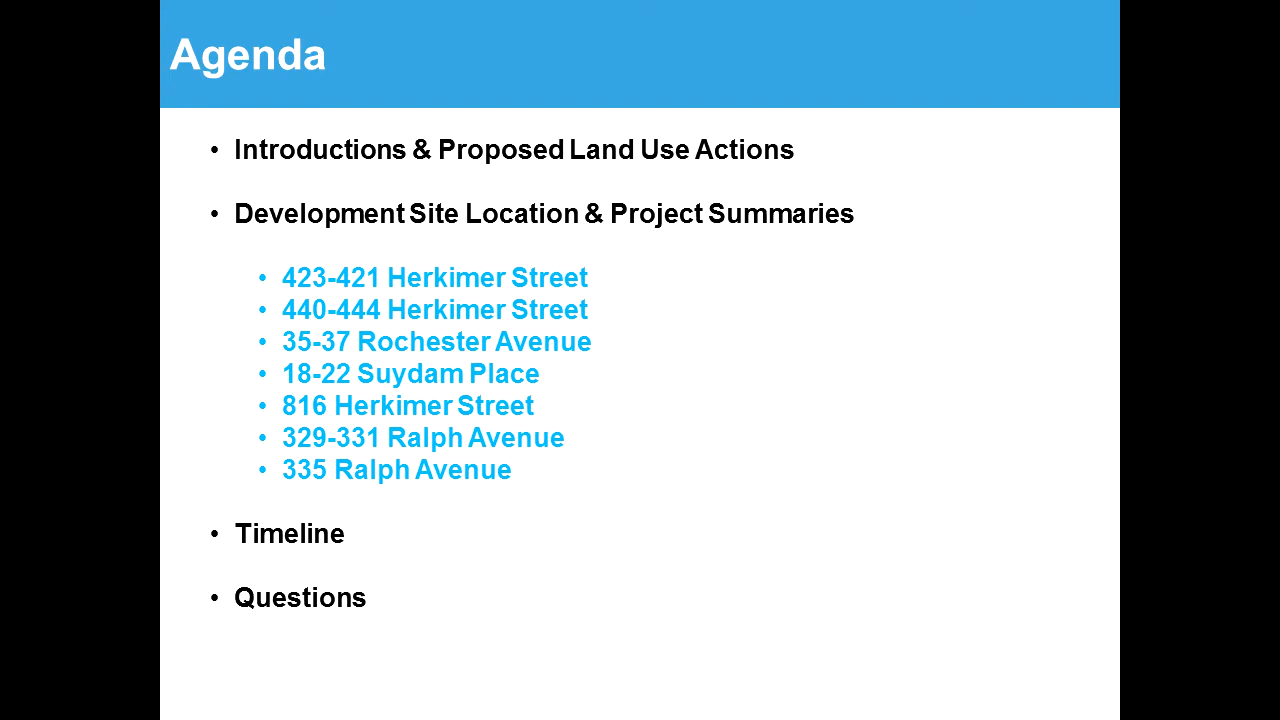 Agenda
• Introductions & Proposed Land Use Actions
• Development Site Location & Project Summaries
• 423-421 Herkimer Street
• 440-444 Herkimer Street
• 35-37 Rochester Avenue
• 18-22 Suydam Place
• 816 Herkimer Street
• 329-331 Ralph Avenue
• 335 Ralph Avenue
• Timeline
• Questions